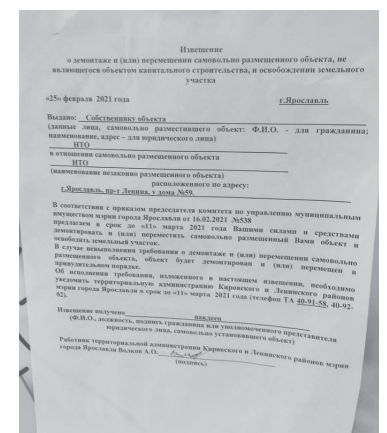 Извещение
о демонтаже и (или) перемещении самовольно размещенного объекта, не
являющегося объектом капитального строительства, и освобождении земельного
участка
«25» февраля 2021 года г.Ярославль
Выдано: Собственнику объекта
(данные лица, самовольно разместившего объект: Ф.И.О. - для гражданина;
наименование, адрес – для юридического лица)
НТО
в отношении самовольно размещенного объекта
НТО
(наименование незаконно размещенного объекта)
расположенного по адресу:
г.Ярославль, пр-т Ленина, у дома №59.
В соответствии с приказом председателя комитета по управлению муниципальным
имуществом мэрии города Ярославля от 16.02.2021 №538
предлагаем в срок до «11» марта 2021 года Вашими силами и средствами
демонтировать и (или) переместить самовольно размещенный Вами объект и
освободить земельный участок.
В случае невыполнения требования о демонтаже и (или) перемещении самовольно
размещенного объекта, объект будет демонтирован и (или) перемещен в
принудительном порядке.
Об исполнении требования, изложенного в настоящем извещении, необходимо
уведомить территориальную администрацию Кировского и Ленинского районов
мэрии города Ярославля в срок до «11» марта 2021 года (телефон ТА 40-91-58, 40-92-
92).
Извещение получено наклеен
(Ф.И.О., должность, подпись гражданина или уполномоченного представителя
юридического лица, самовольно установившего объект)
Работник территориальной администрации Кировского и Ленинского районов мэрии
города Ярославля Волков А.О.
(подпись)